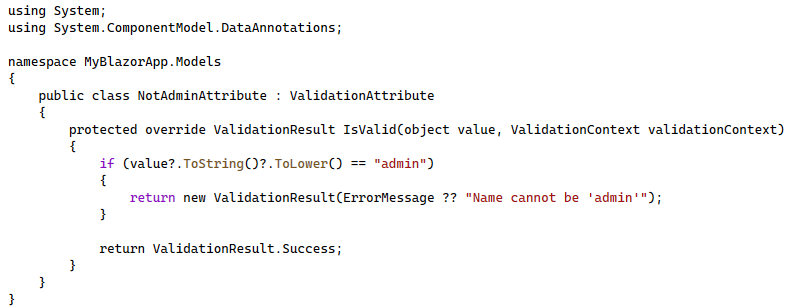 using System;
using System.ComponentModel.DataAnnotations;

namespace MyBlazorApp.Models
{
    public class NotAdminAttribute : ValidationAttribute
    {
        protected override ValidationResult IsValid(object value, ValidationContext validationContext)
        {
            if (value?.ToString()?.ToLower() == "admin")
            {
                return new ValidationResult(ErrorMessage ?? "Name cannot be 'admin'");
            }

            return ValidationResult.Success;
        }
    }
}